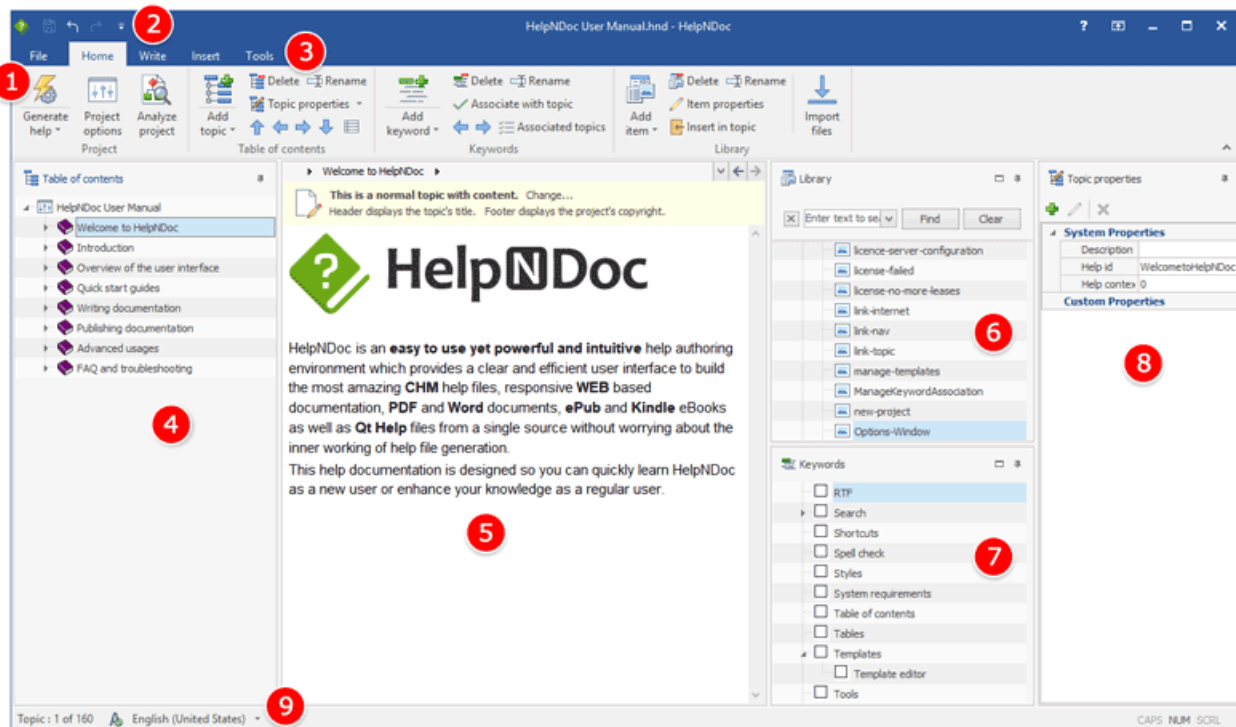 HelpNDoc User Manual.hnd - HelpNDoc
2
File Home Write Insert Tools
3
1
Generate help
Project options
Analyze project
Project
Add topic
Delete Rename
Topic properties
Table of contents
Add keyword
Delete Rename
Associate with topic
Associated topics
Keywords
Add item
Delete Rename
Item properties
Insert in topic
Library
Import files
Table of contents
HelpNDoc User Manual
Welcome to HelpNDoc
Introduction
Overview of the user interface
Quick start guides
Writing documentation
Publishing documentation
Advanced usages
FAQ and troubleshooting
4
Welcome to HelpNDoc
This is a normal topic with content. Change...
Header displays the topic's title. Footer displays the project's copyright.
HelpNDoc
HelpNDoc is an easy to use yet powerful and intuitive help authoring
environment which provides a clear and efficient user interface to build
the most amazing CHM help files, responsive WEB based
documentation, PDF and Word documents, ePub and Kindle eBooks
as well as Qt Help files from a single source without worrying about the
inner working of help file generation.
This help documentation is designed so you can quickly learn HelpNDoc
as a new user or enhance your knowledge as a regular user.
5
Library
Enter text to sea Find Clear
licence-server-configuration
license-failed
license-no-more-leases
link-internet
link-nav
link-topic
manage-templates
ManageKeywordAssociation
new-project
Options-Window
6
Keywords
RTF
Search
Shortcuts
Spell check
Styles
System requirements
Table of contents
Tables
Templates
Template editor
Tools
7
Topic properties
System Properties
Description
Help id WelcometoHelpNDoc
Help contex 0
Custom Properties
8
Topic : 1 of 160 English (United States)
9
CAPS NUM SCRL